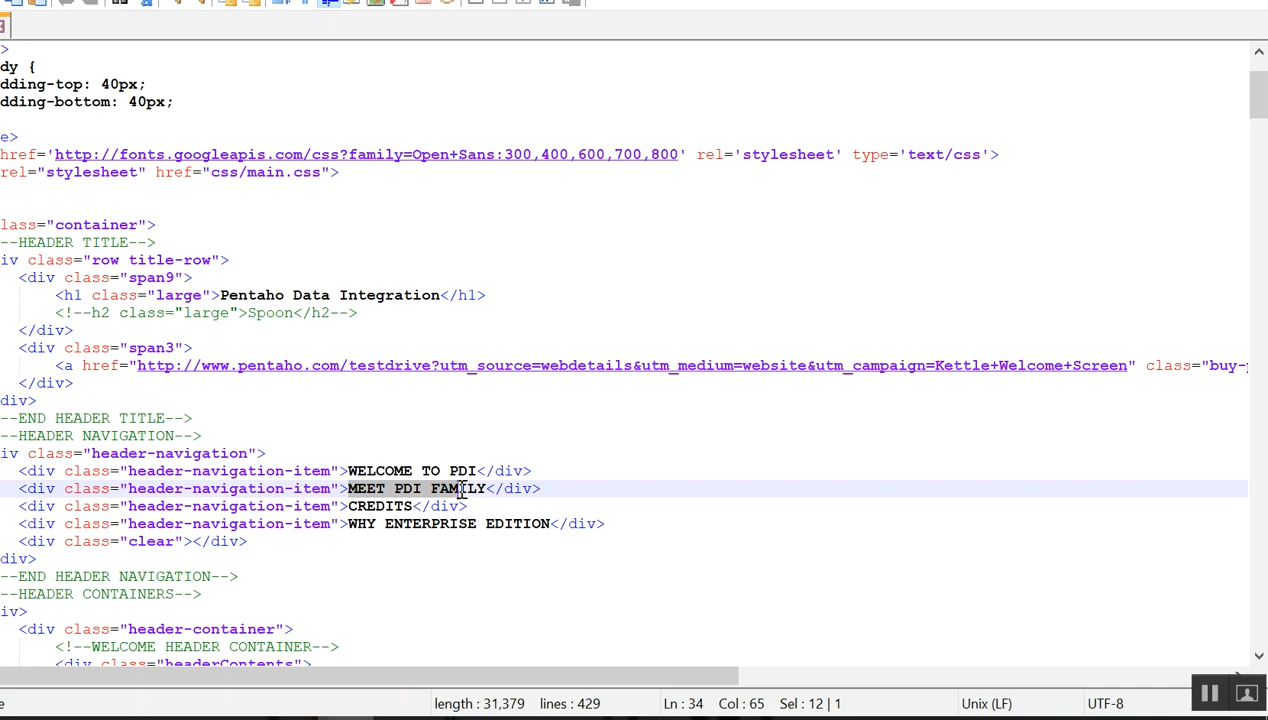 >
dy {
dding-top: 40px;
dding-bottom: 40px;
e>
href='http://fonts.googleapis.com/css?family=Open+Sans:300,400,600,700,800' rel='stylesheet' type='text/css'>
rel="stylesheet" href="css/main.css">
lass="container">
--HEADER TITLE-->
iv class="row title-row">
<div class="span9">
<h1 class="large">Pentaho Data Integration</h1>
<!--h2 class="large">Spoon</h2-->
</div>
<div class="span3">
<a href="http://www.pentaho.com/testdrive?utm_source=webdetails&utm_medium=website&utm_campaign=Kettle+Welcome+Screen" class="buy-
</div>
div>
--END HEADER TITLE-->
--HEADER NAVIGATION-->
iv class="header-navigation">
<div class="header-navigation-item">WELCOME TO PDI</div>
<div class="header-navigation-item">MEET PDI FAMILY</div>
<div class="header-navigation-item">CREDITS</div>
<div class="header-navigation-item">WHY ENTERPRISE EDITION</div>
<div class="clear"></div>
div>
--END HEADER NAVIGATION-->
--HEADER CONTAINERS-->
iv>
<div class="header-container">
<!--WELCOME HEADER CONTAINER-->
<div class="headerContents">
e length : 31,379 lines : 429 Ln : 34 Col : 65 Sel : 12 | 1 Unix (LF) UTF-8